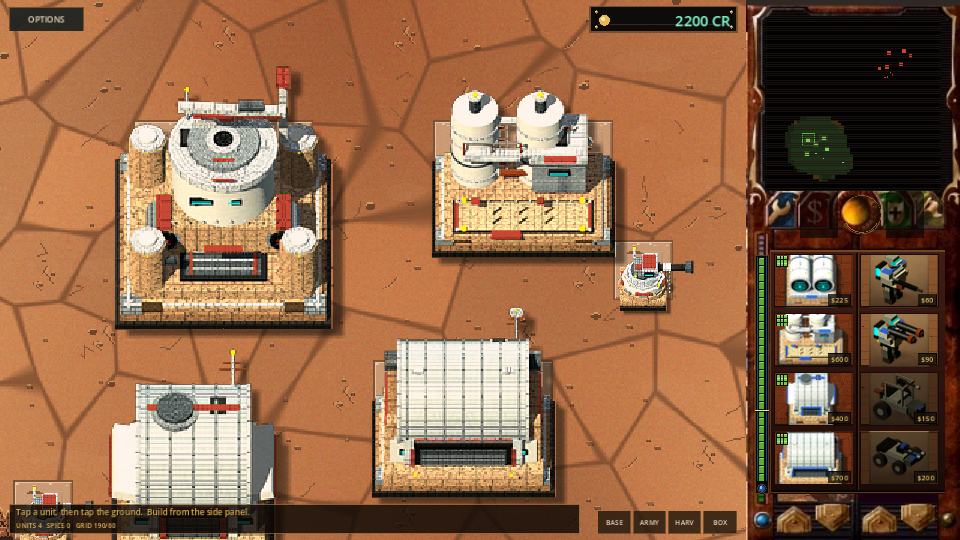 OPTIONS
2200 CR
$225
$60
$600
$90
$400
$150
$700
$200
Tap a unit, then tap the ground. Build from the side panel.
UNITS 4 SPICE 0 GRID 190/60
BASE
ARMY
HARV
BOX